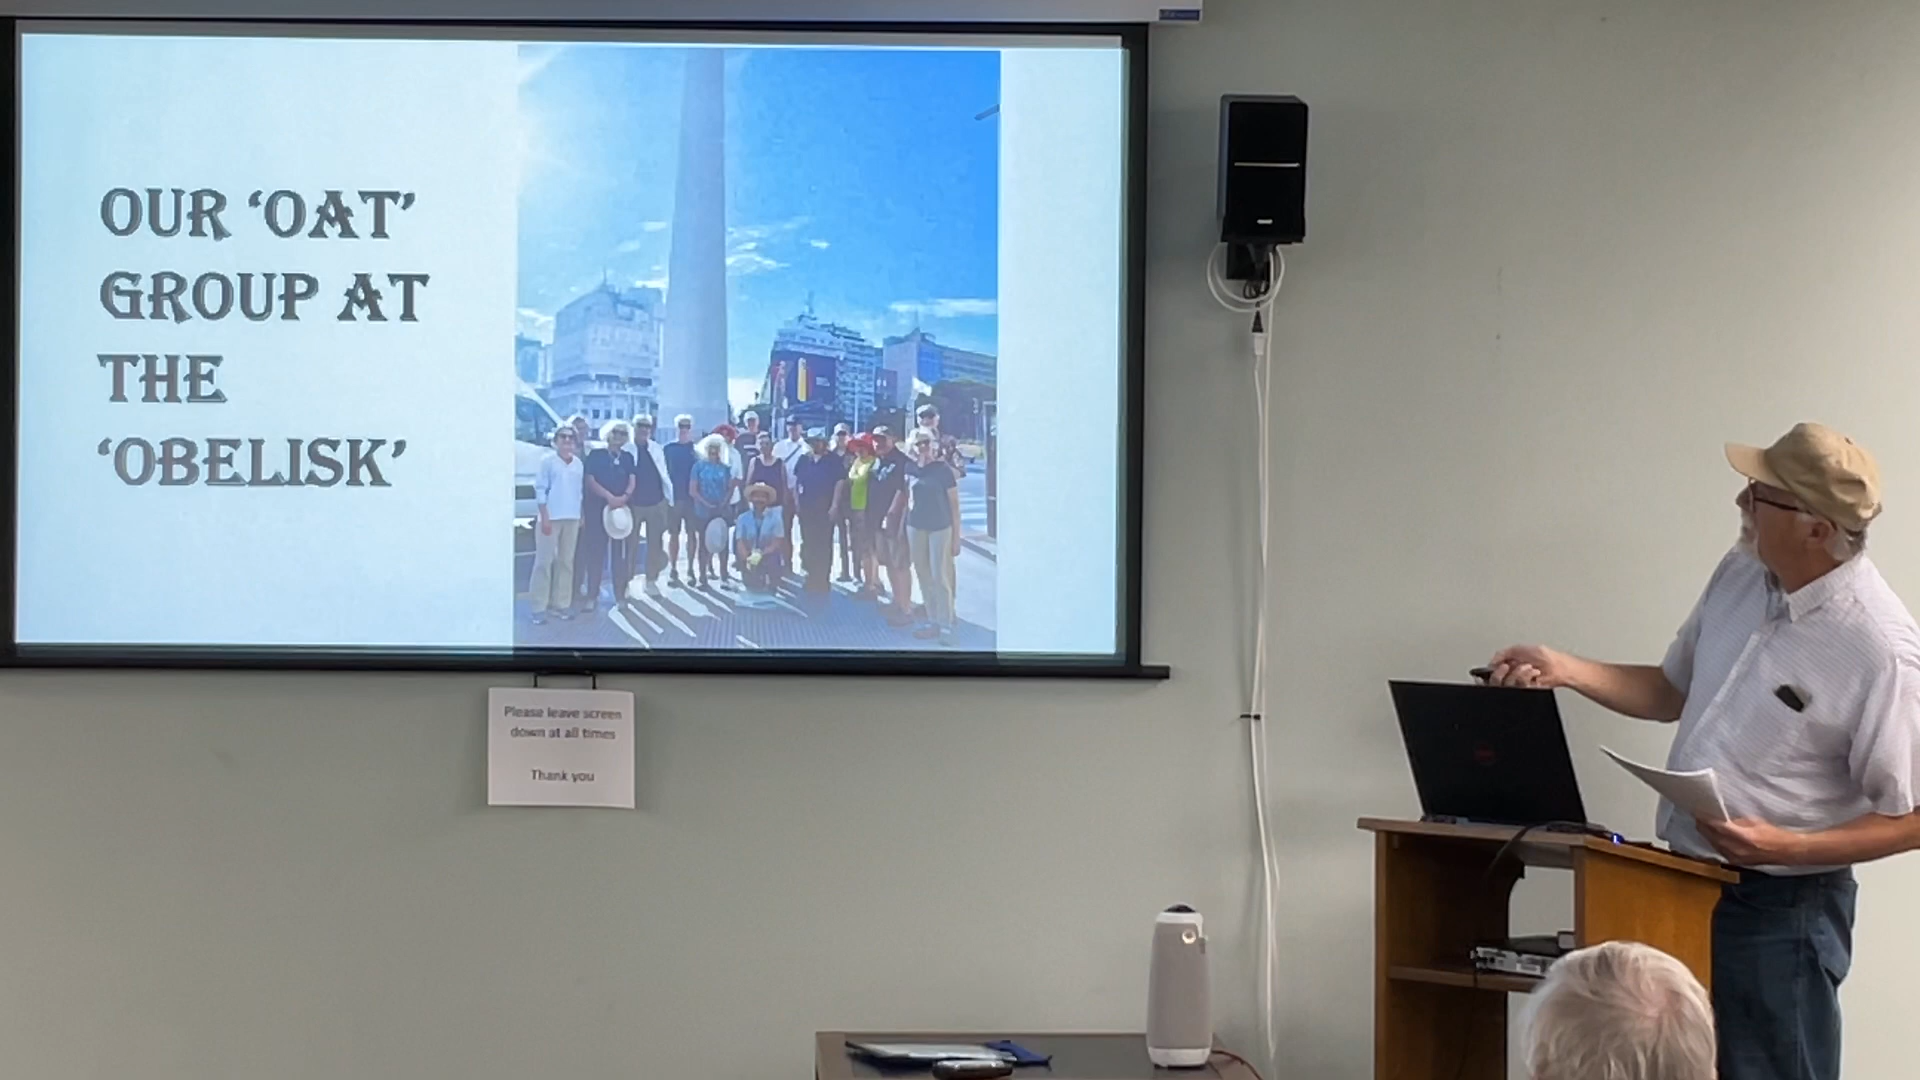 OUR ‘OAT’
GROUP AT
THE
‘OBELISK’
Please leave screen
down at all times
Thank you